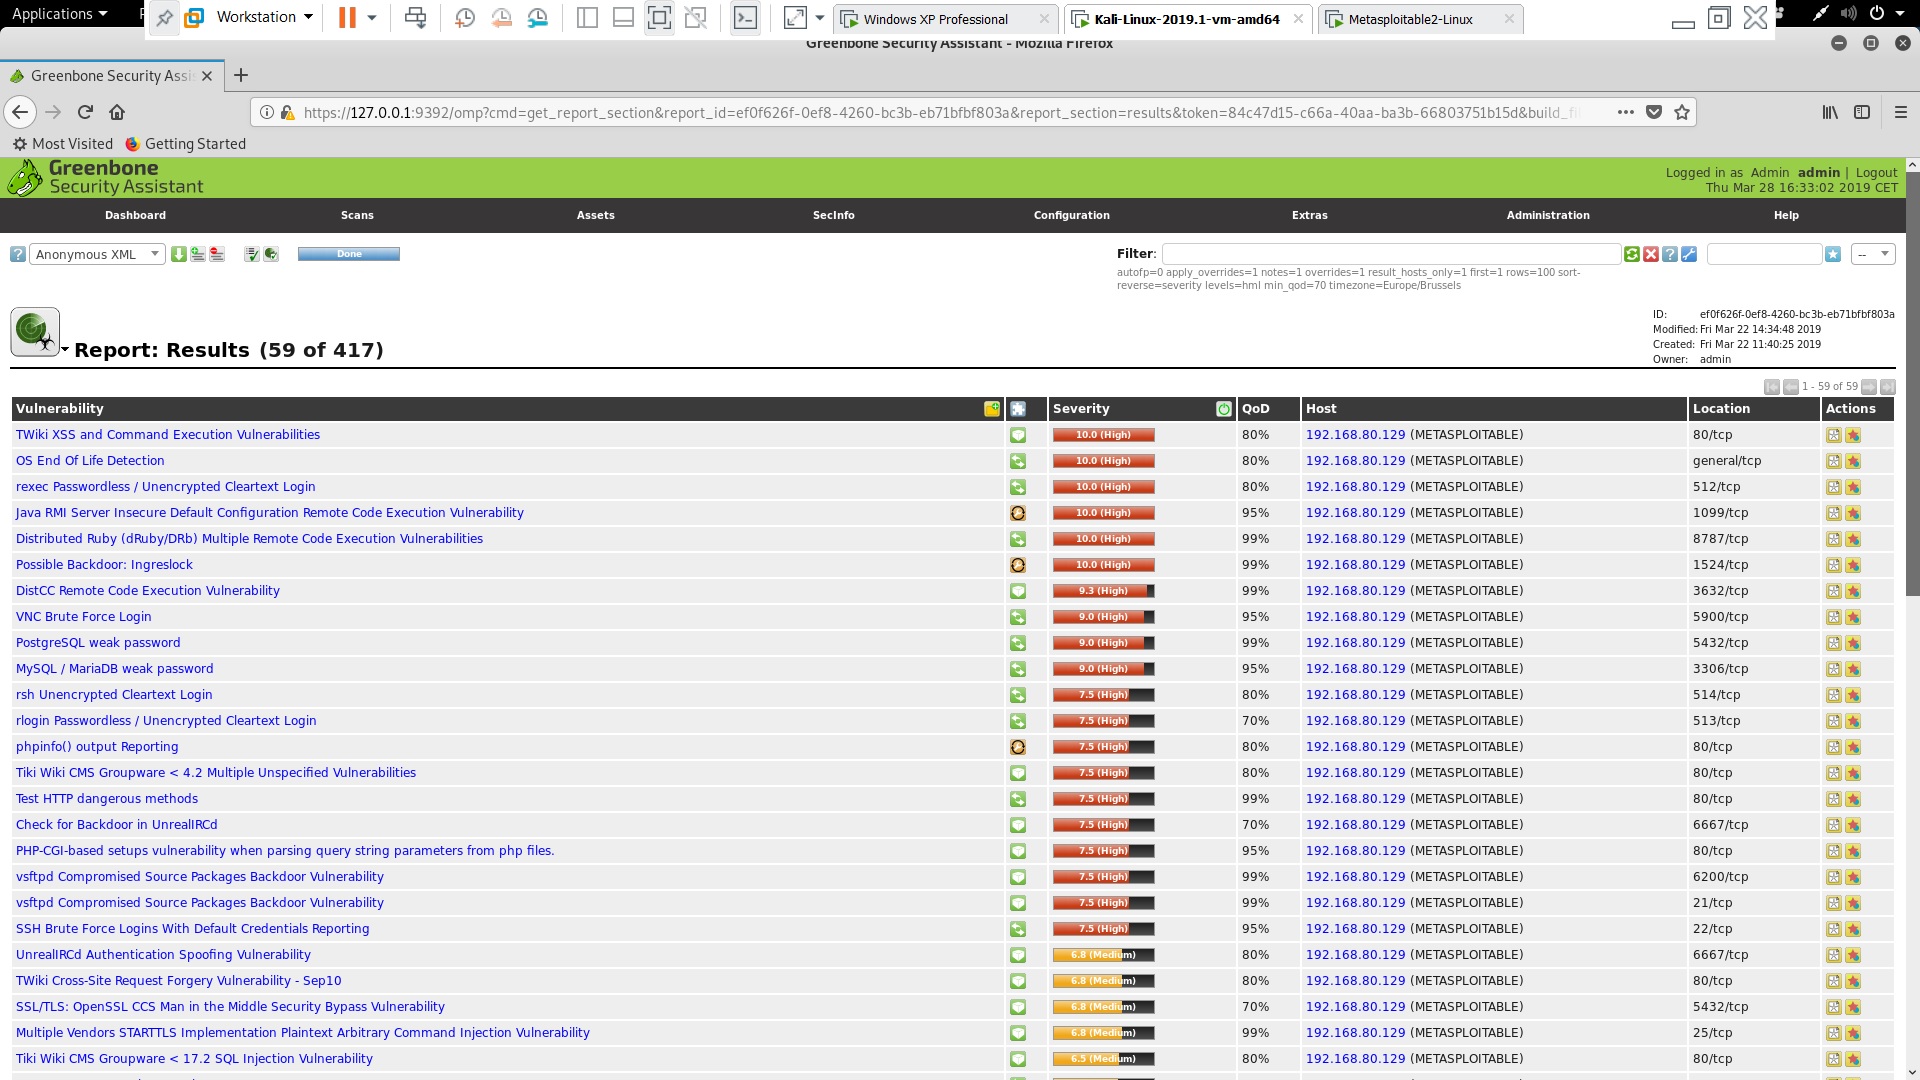 Applications
Workstation
Windows XP Professional
Kali-Linux-2019.1-vm-amd64
Metasploitable2-Linux
Greenbone Security Assistant - Mozilla Firefox
Greenbone Security Assis
https://127.0.0.1:9392/omp?cmd=get_report_section&report_id=ef0f626f-0ef8-4260-bc3b-eb71bfbf803a&report_section=results&token=84c47d15-c66a-40aa-ba3b-66803751b15d&build_fi
Most Visited Getting Started
Greenbone
Security Assistant
Logged in as Admin admin | Logout
Thu Mar 28 16:33:02 2019 CET
Dashboard Scans Assets SecInfo Configuration Extras Administration Help
Anonymous XML Done Filter: --
autofp=0 apply_overrides=1 notes=1 overrides=1 result_hosts_only=1 first=1 rows=100 sort-
reverse=severity levels=hml min_qod=70 timezone=Europe/Brussels
Report: Results (59 of 417)
ID: ef0f626f-0ef8-4260-bc3b-eb71bfbf803a
Modified: Fri Mar 22 14:34:48 2019
Created: Fri Mar 22 11:40:25 2019
Owner: admin
1 - 59 of 59
Vulnerability Severity QoD Host Location Actions
TWiki XSS and Command Execution Vulnerabilities 10.0 (High) 80% 192.168.80.129 (METASPLOITABLE) 80/tcp
OS End Of Life Detection 10.0 (High) 80% 192.168.80.129 (METASPLOITABLE) general/tcp
rexec Passwordless / Unencrypted Cleartext Login 10.0 (High) 80% 192.168.80.129 (METASPLOITABLE) 512/tcp
Java RMI Server Insecure Default Configuration Remote Code Execution Vulnerability 10.0 (High) 95% 192.168.80.129 (METASPLOITABLE) 1099/tcp
Distributed Ruby (dRuby/DRb) Multiple Remote Code Execution Vulnerabilities 10.0 (High) 99% 192.168.80.129 (METASPLOITABLE) 8787/tcp
Possible Backdoor: Ingreslock 10.0 (High) 99% 192.168.80.129 (METASPLOITABLE) 1524/tcp
DistCC Remote Code Execution Vulnerability 9.3 (High) 99% 192.168.80.129 (METASPLOITABLE) 3632/tcp
VNC Brute Force Login 9.0 (High) 95% 192.168.80.129 (METASPLOITABLE) 5900/tcp
PostgreSQL weak password 9.0 (High) 99% 192.168.80.129 (METASPLOITABLE) 5432/tcp
MySQL / MariaDB weak password 9.0 (High) 95% 192.168.80.129 (METASPLOITABLE) 3306/tcp
rsh Unencrypted Cleartext Login 7.5 (High) 80% 192.168.80.129 (METASPLOITABLE) 514/tcp
rlogin Passwordless / Unencrypted Cleartext Login 7.5 (High) 70% 192.168.80.129 (METASPLOITABLE) 513/tcp
phpinfo() output Reporting 7.5 (High) 80% 192.168.80.129 (METASPLOITABLE) 80/tcp
Tiki Wiki CMS Groupware < 4.2 Multiple Unspecified Vulnerabilities 7.5 (High) 80% 192.168.80.129 (METASPLOITABLE) 80/tcp
Test HTTP dangerous methods 7.5 (High) 99% 192.168.80.129 (METASPLOITABLE) 80/tcp
Check for Backdoor in UnrealIRCd 7.5 (High) 70% 192.168.80.129 (METASPLOITABLE) 6667/tcp
PHP-CGI-based setups vulnerability when parsing query string parameters from php files. 7.5 (High) 95% 192.168.80.129 (METASPLOITABLE) 80/tcp
vsftpd Compromised Source Packages Backdoor Vulnerability 7.5 (High) 99% 192.168.80.129 (METASPLOITABLE) 6200/tcp
vsftpd Compromised Source Packages Backdoor Vulnerability 7.5 (High) 99% 192.168.80.129 (METASPLOITABLE) 21/tcp
SSH Brute Force Logins With Default Credentials Reporting 7.5 (High) 95% 192.168.80.129 (METASPLOITABLE) 22/tcp
UnrealIRCd Authentication Spoofing Vulnerability 6.8 (Medium) 80% 192.168.80.129 (METASPLOITABLE) 6667/tcp
TWiki Cross-Site Request Forgery Vulnerability - Sep10 6.8 (Medium) 80% 192.168.80.129 (METASPLOITABLE) 80/tcp
SSL/TLS: OpenSSL CCS Man in the Middle Security Bypass Vulnerability 6.8 (Medium) 70% 192.168.80.129 (METASPLOITABLE) 5432/tcp
Multiple Vendors STARTTLS Implementation Plaintext Arbitrary Command Injection Vulnerability 6.8 (Medium) 99% 192.168.80.129 (METASPLOITABLE) 25/tcp
Tiki Wiki CMS Groupware < 17.2 SQL Injection Vulnerability 6.5 (Medium) 80% 192.168.80.129 (METASPLOITABLE) 80/tcp